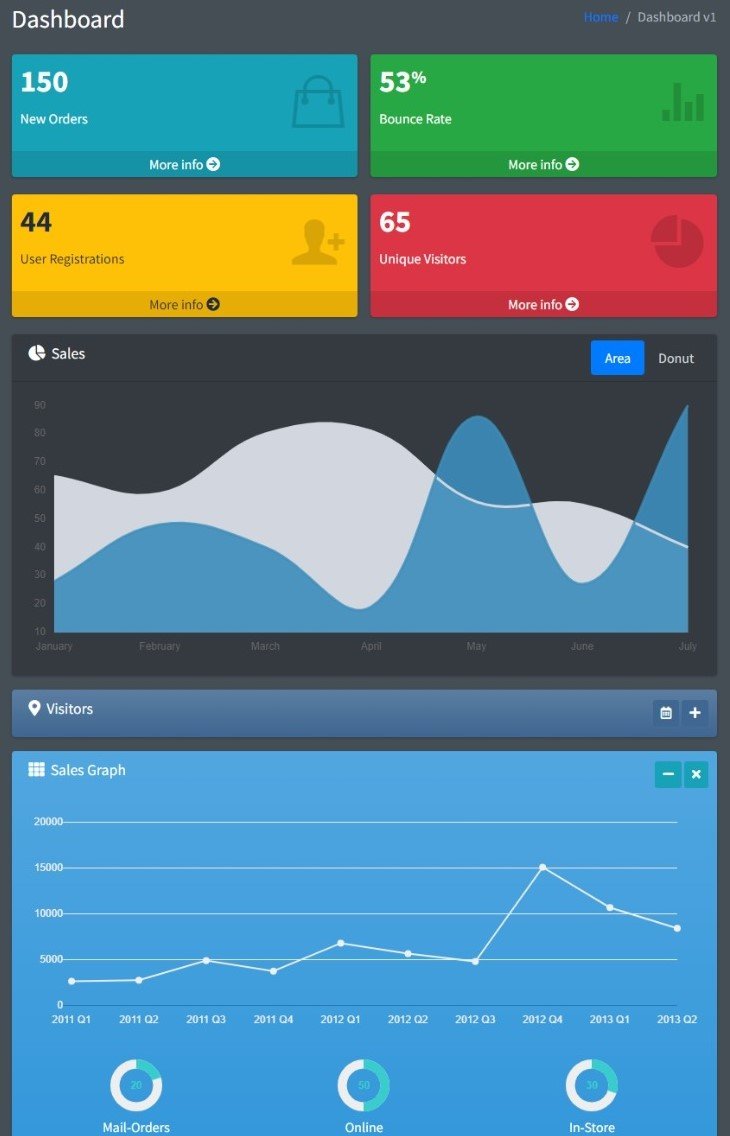 Dashboard
Home / Dashboard v1
150
New Orders
More info
53%
Bounce Rate
More info
44
User Registrations
More info
65
Unique Visitors
More info
Sales
Area Donut
90
80
70
60
50
40
30
20
10
January February March April May June July
Visitors
Sales Graph
20000
15000
10000
5000
0
2011 Q1 2011 Q2 2011 Q3 2011 Q4 2012 Q1 2012 Q2 2012 Q3 2012 Q4 2013 Q1 2013 Q2
20 50 30
Mail-Orders Online In-Store